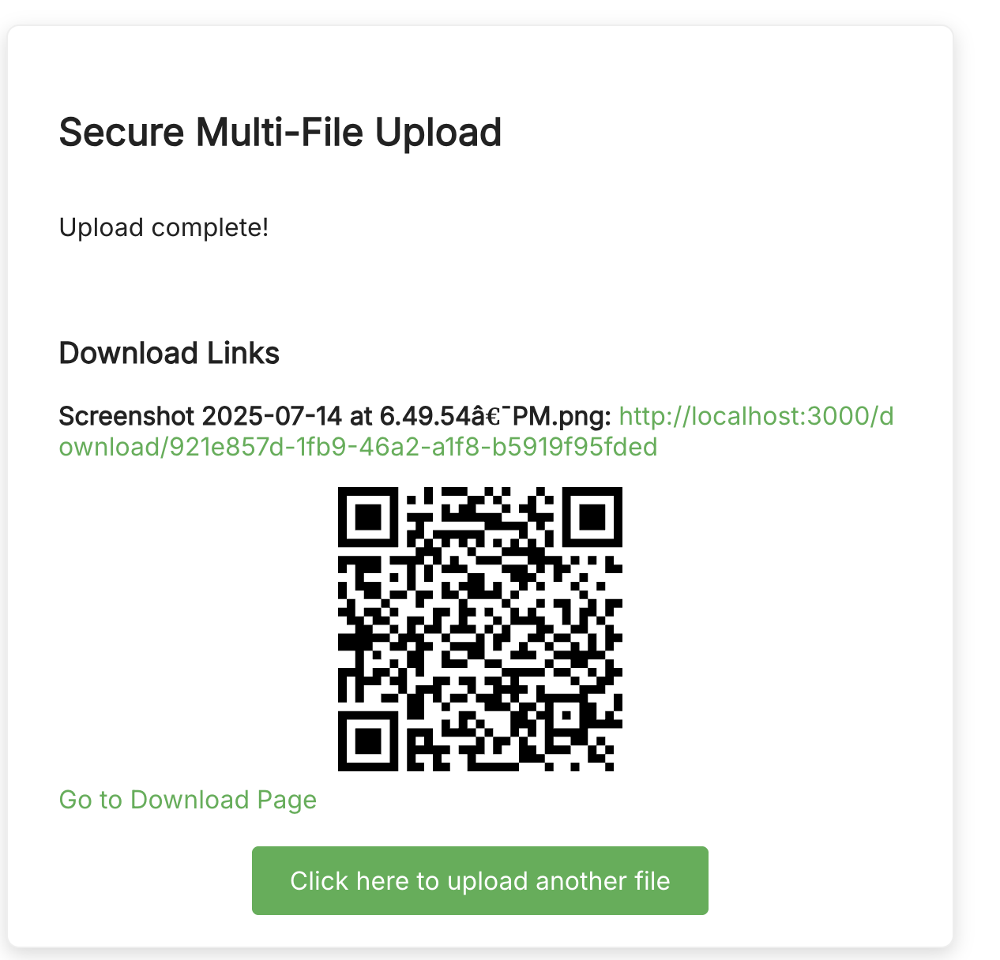 Secure Multi-File Upload
Upload complete!
Download Links
Screenshot 2025-07-14 at 6.49.54â€¯PM.png: http://localhost:3000/d
ownload/921e857d-1fb9-46a2-a1f8-b5919f95fded
Go to Download Page
Click here to upload another file